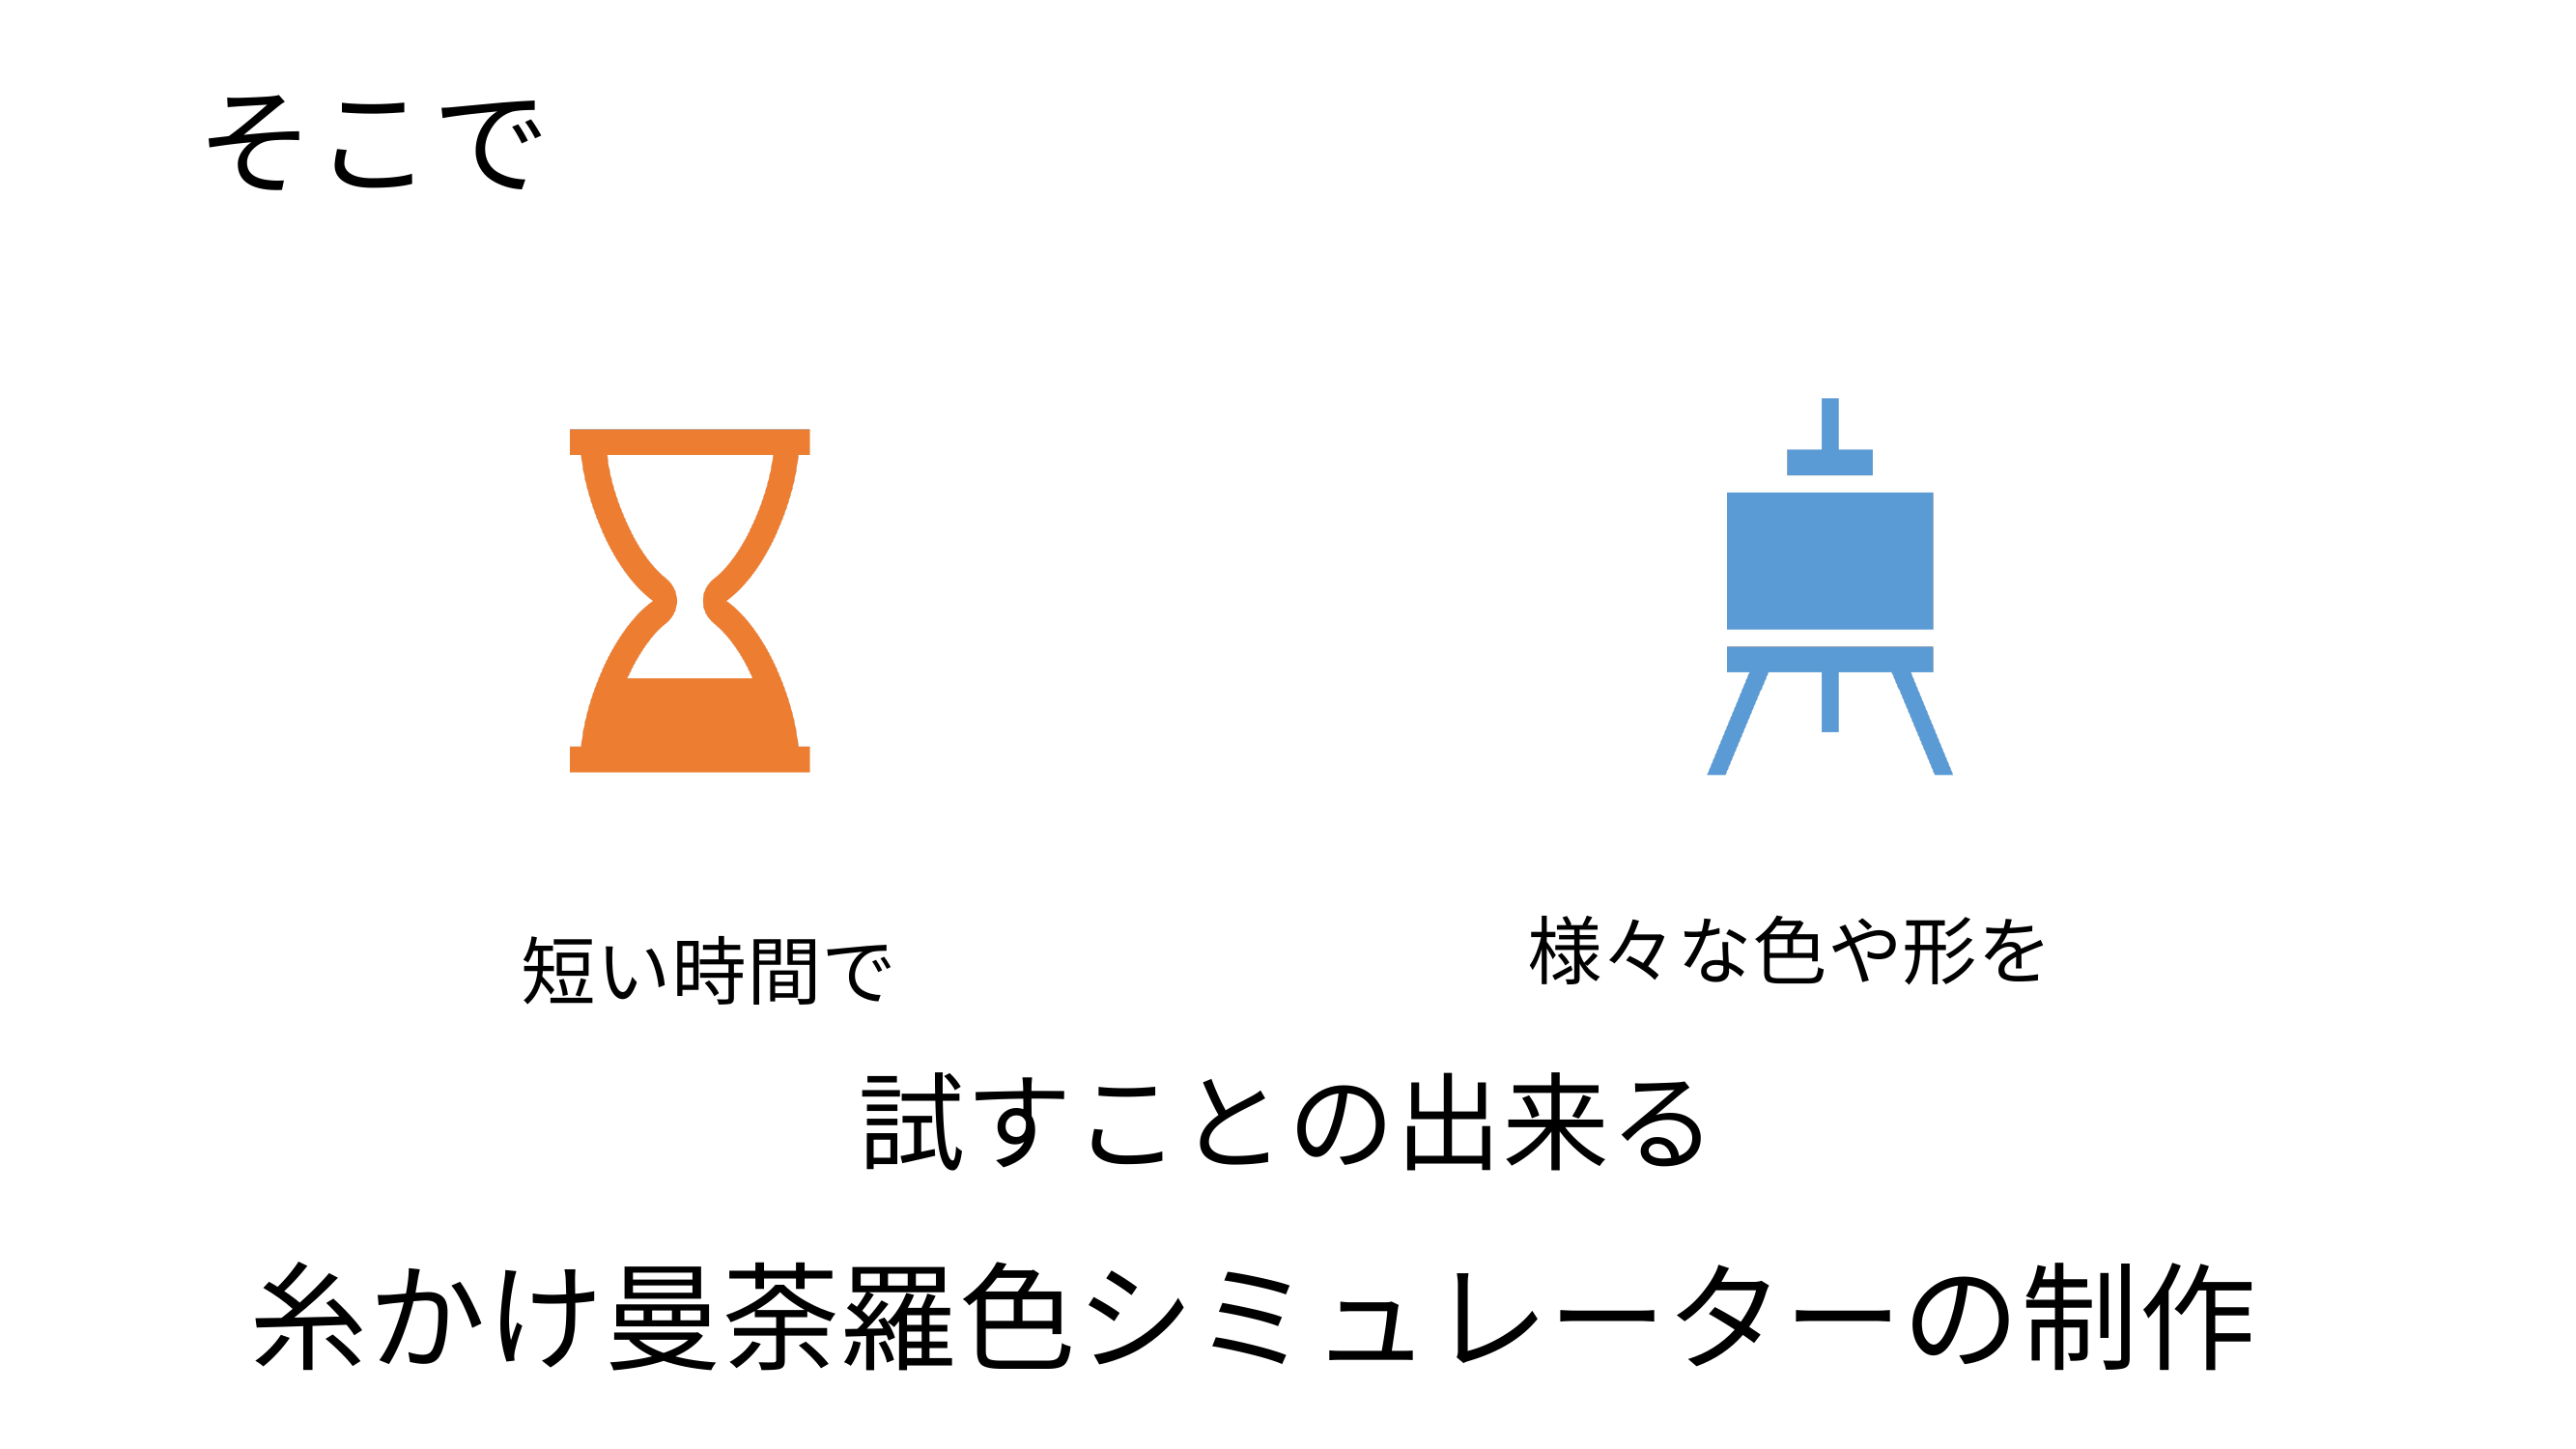 そこで
短い時間で
様々な色や形を
試すことの出来る
糸かけ曼荼羅色シミュレーターの制作